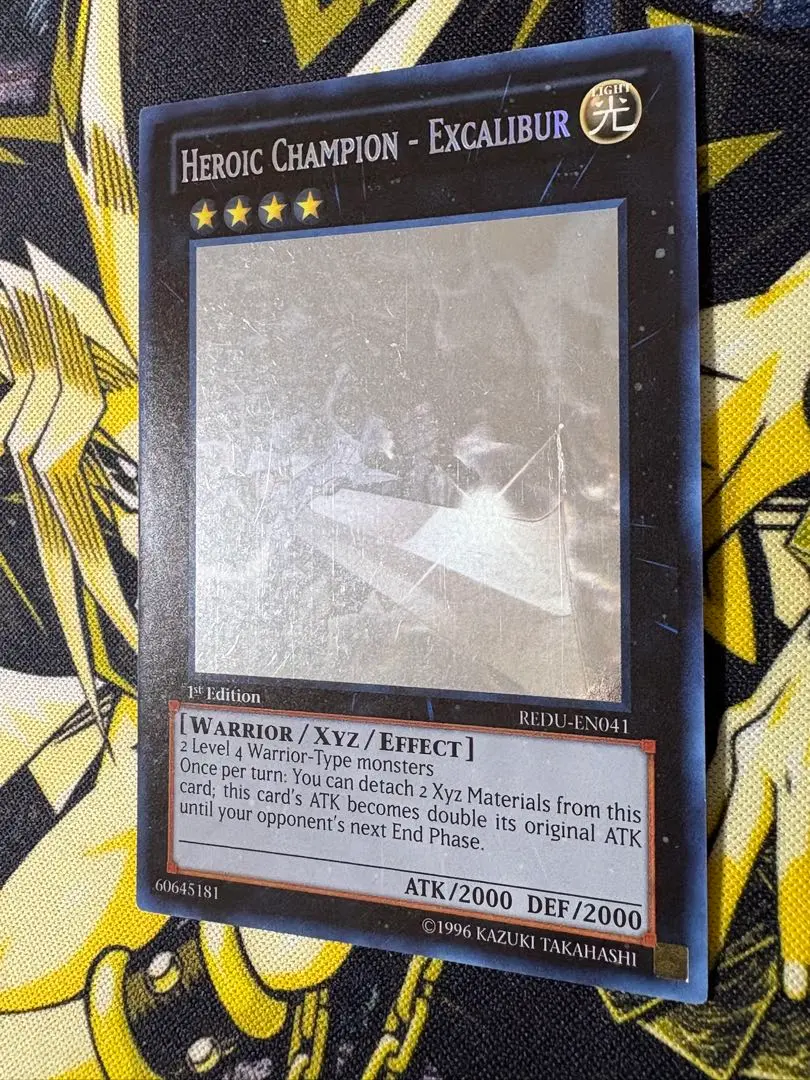 HEROIC CHAMPION - EXCALIBUR
LIGHT
光
1st Edition
REDU-EN041
[WARRIOR / XYZ / EFFECT]
2 Level 4 Warrior-Type monsters
Once per turn: You can detach 2 Xyz Materials from this
card; this card's ATK becomes double its original ATK
until your opponent's next End Phase.
ATK/2000 DEF/2000
60645181
©1996 KAZUKI TAKAHASHI